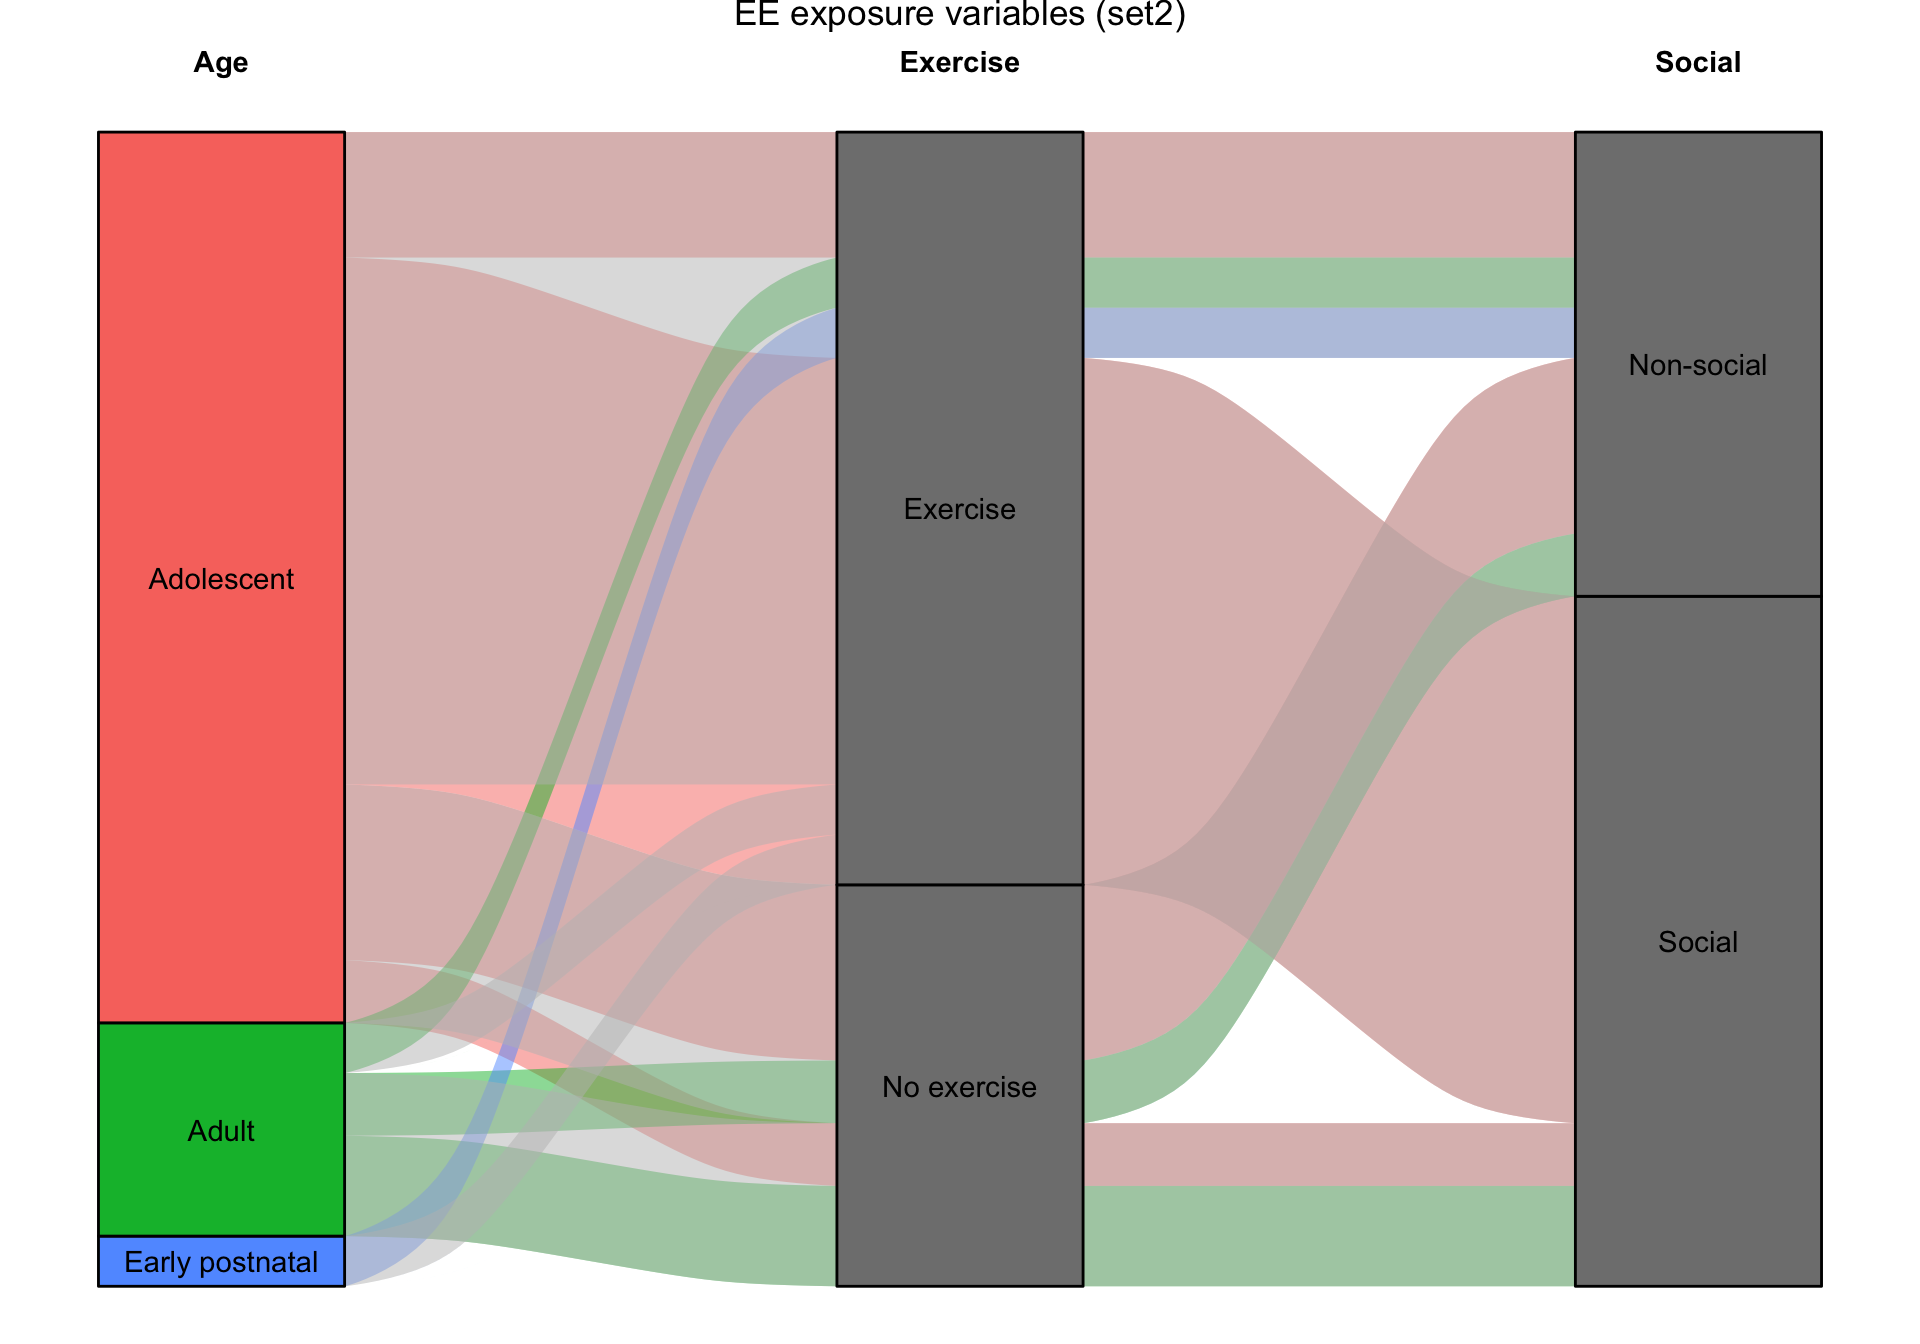 EE exposure variables (set2)
Age
Exercise
Social
Adolescent
Adult
Early postnatal
Exercise
No exercise
Non-social
Social